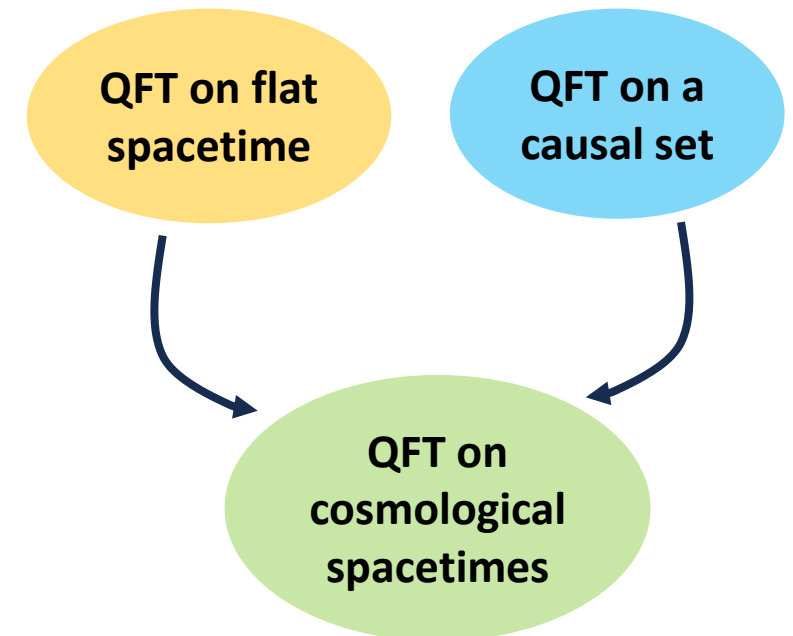 QFT on flat
spacetime
QFT on a
causal set
QFT on
cosmological
spacetimes